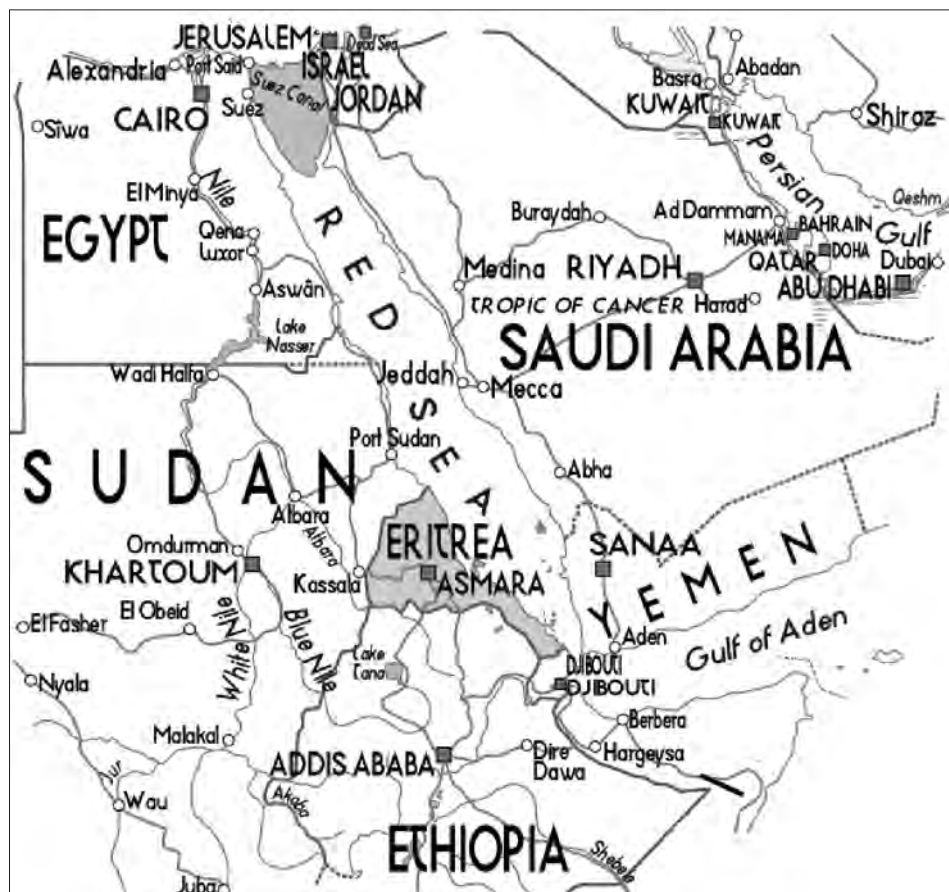 JERUSALEM
Dead Sea
Alexandria
Port Said
ISRAEL
Suez Canal
JORDAN
Suez
CAIRO
Siwa
Basra
Abadan
KUWAIT
KUWAIT
Shiraz
Persian
Gulf
El Minya
Nile
EGYPT
Qena
Luxor
RED SEA
Buraydah
Ad Dammam
Qeshm
MANAMA
BAHRAIN
DOHA
QATAR
Dubai
ABU DHABI
Medina
RIYADH
Harad
TROPIC OF CANCER
Aswân
Lake
Nasser
SAUDI ARABIA
Wadi Halfa
Jeddah
Mecca
Port Sudan
Abha
SUDAN
Albara
Albara
ERITREA
ASMARA
SANAA
YEMEN
Omdurman
KHARTOUM
Kassala
El Obeid
El Fasher
White Nile
Blue Nile
Lake
Tana
Aden
Gulf of Aden
DJIBOUTI
DJIBOUTI
Nyala
Berbera
Malakal
ADDIS ABABA
Dire
Dawa
Hargeysa
Jur
Wau
Akaba
ETHIOPIA
Shebele
Juba